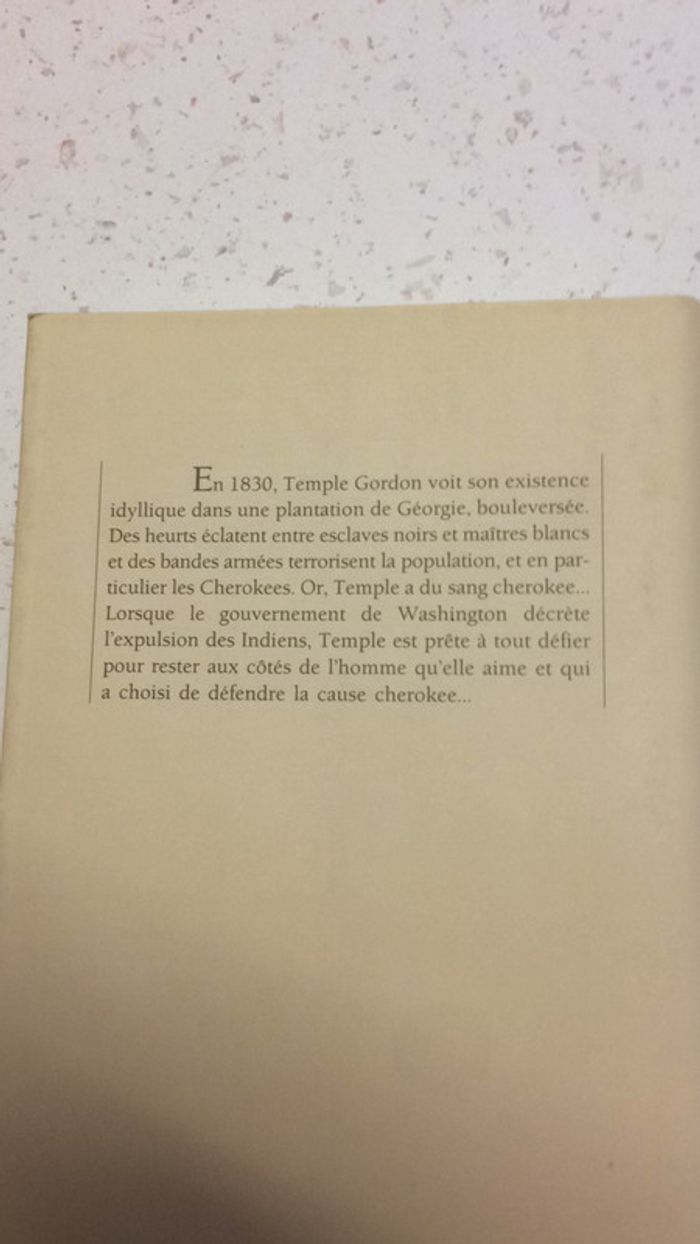 En 1830, Temple Gordon voit son existence
idyllique dans une plantation de Géorgie, bouleversée.
Des heurts éclatent entre esclaves noirs et maîtres blancs
et des bandes armées terrorisent la population, et en par-
ticulier les Cherokees. Or, Temple a du sang cherokee...
Lorsque le gouvernement de Washington décrète
l'expulsion des Indiens, Temple est prête à tout défier
pour rester aux côtés de l'homme qu'elle aime et qui
a choisi de défendre la cause cherokee...